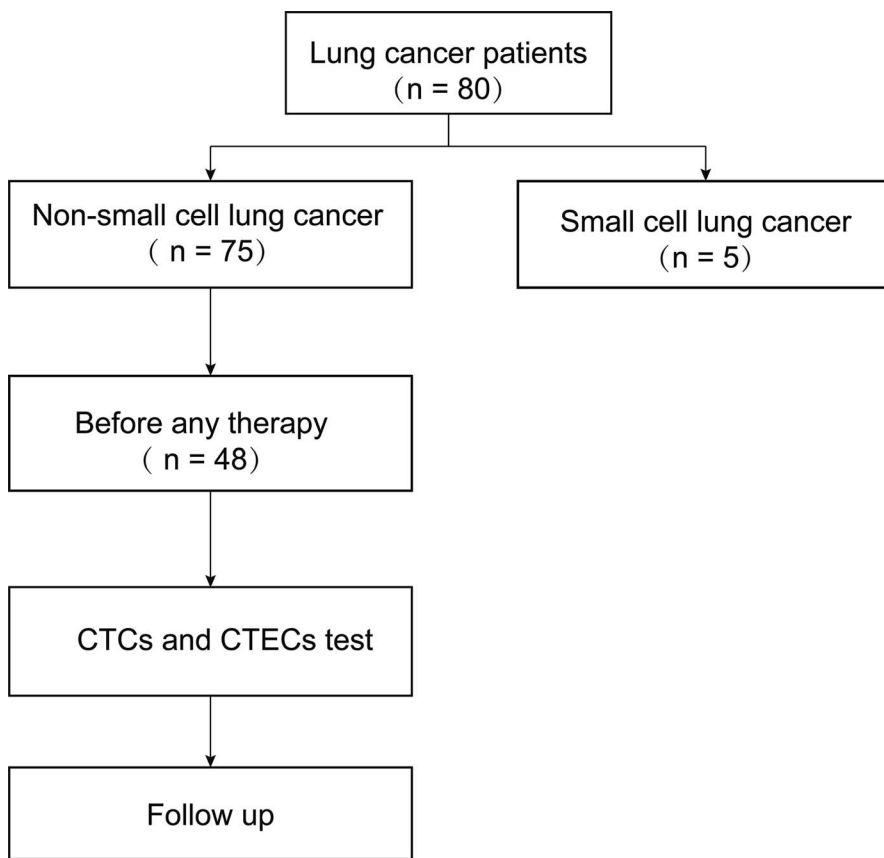 Lung cancer patients
（n = 80）
Non-small cell lung cancer
（ n = 75）
Small cell lung cancer
（n = 5）
Before any therapy
（ n = 48）
CTCs and CTECs test
Follow up